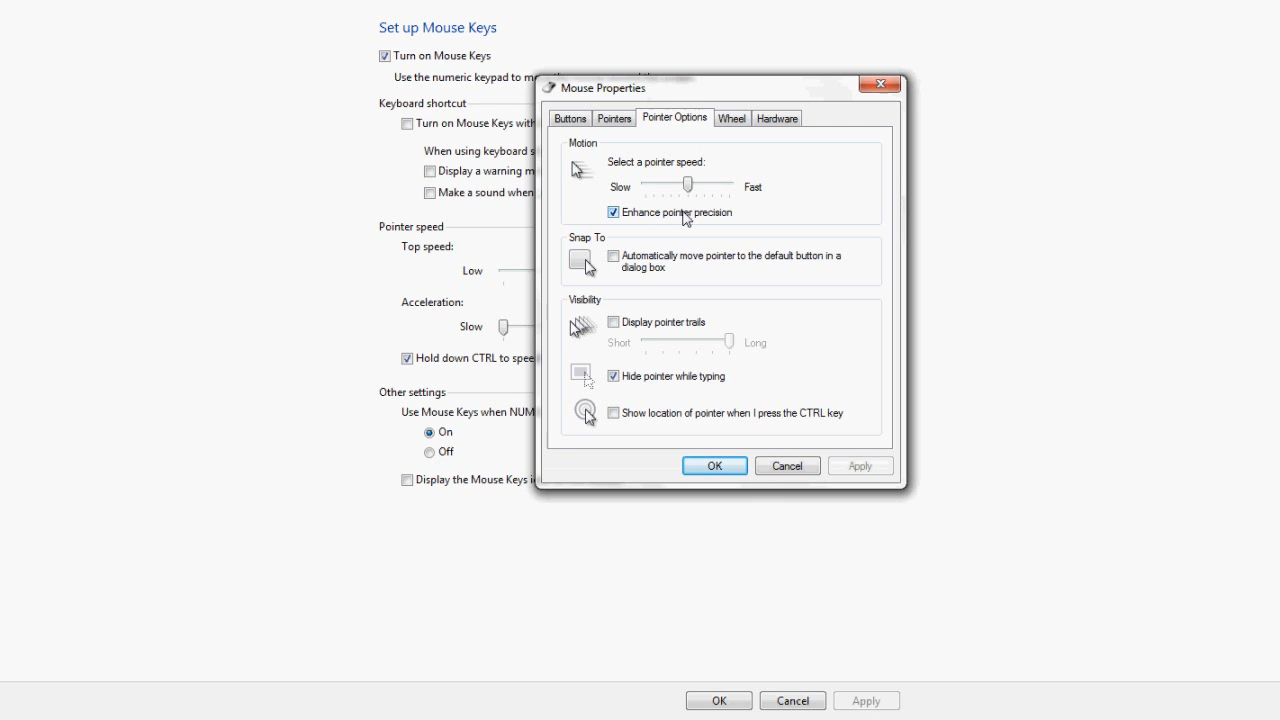 Set up Mouse Keys
Turn on Mouse Keys
Use the numeric keypad to m
Keyboard shortcut
Turn on Mouse Keys with
When using keyboard s
Display a warning m
Make a sound when
Pointer speed
Top speed:
Low
Acceleration:
Slow
Hold down CTRL to spee
Other settings
Use Mouse Keys when NUM
On
Off
Display the Mouse Keys i
Mouse Properties
Buttons Pointers Pointer Options Wheel Hardware
Motion
Select a pointer speed:
Slow Fast
Enhance pointer precision
Snap To
Automatically move pointer to the default button in a
dialog box
Visibility
Display pointer trails
Short Long
Hide pointer while typing
Show location of pointer when I press the CTRL key
OK Cancel Apply
OK Cancel Apply